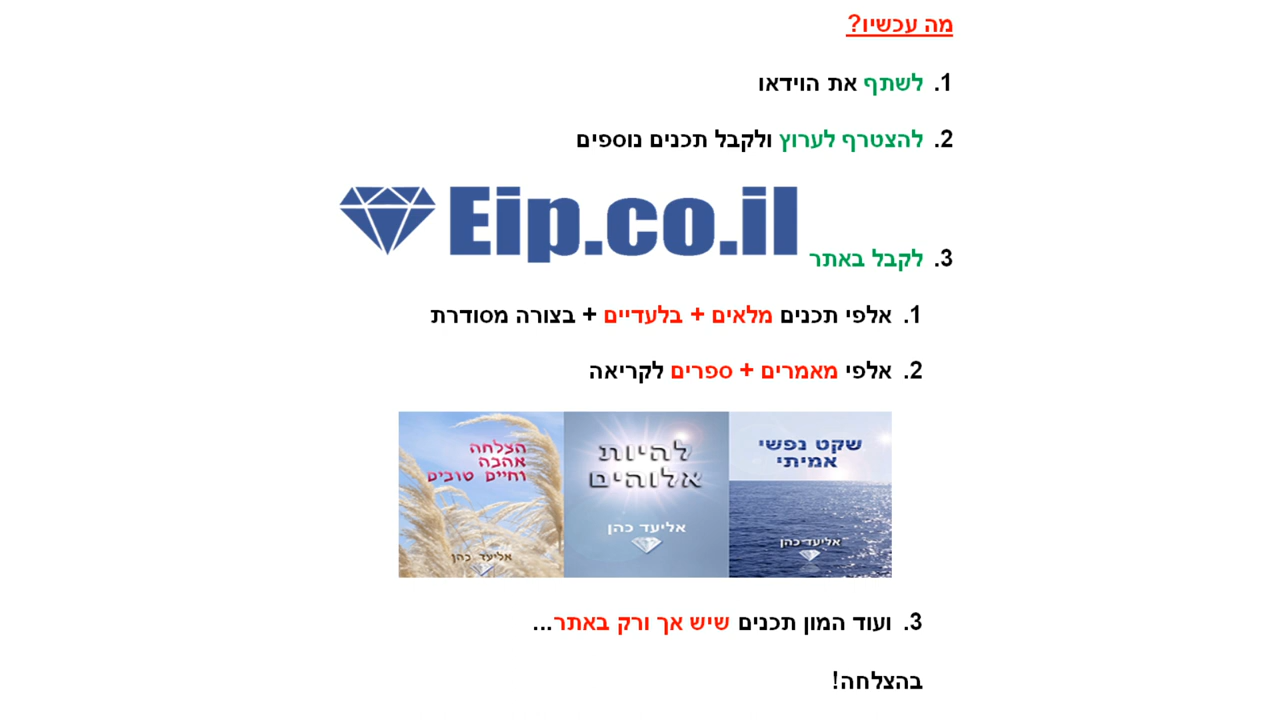 מה עכשיו?
1. לשתף את הוידאו
2. להצטרף לערוץ ולקבל תכנים נוספים
3. לקבל באתר Eip.co.il
1. אלפי תכנים מלאים + בלעדיים + בצורה מסודרת
2. אלפי מאמרים + ספרים לקריאה
שקט נפשי
אמיתי
אליעד כהן
להיות
אלוהים
אליעד כהן
הצלחה
אהבה
וחיים טובים
אליעד כהן
3. ועוד המון תכנים שיש אך ורק באתר...
בהצלחה!